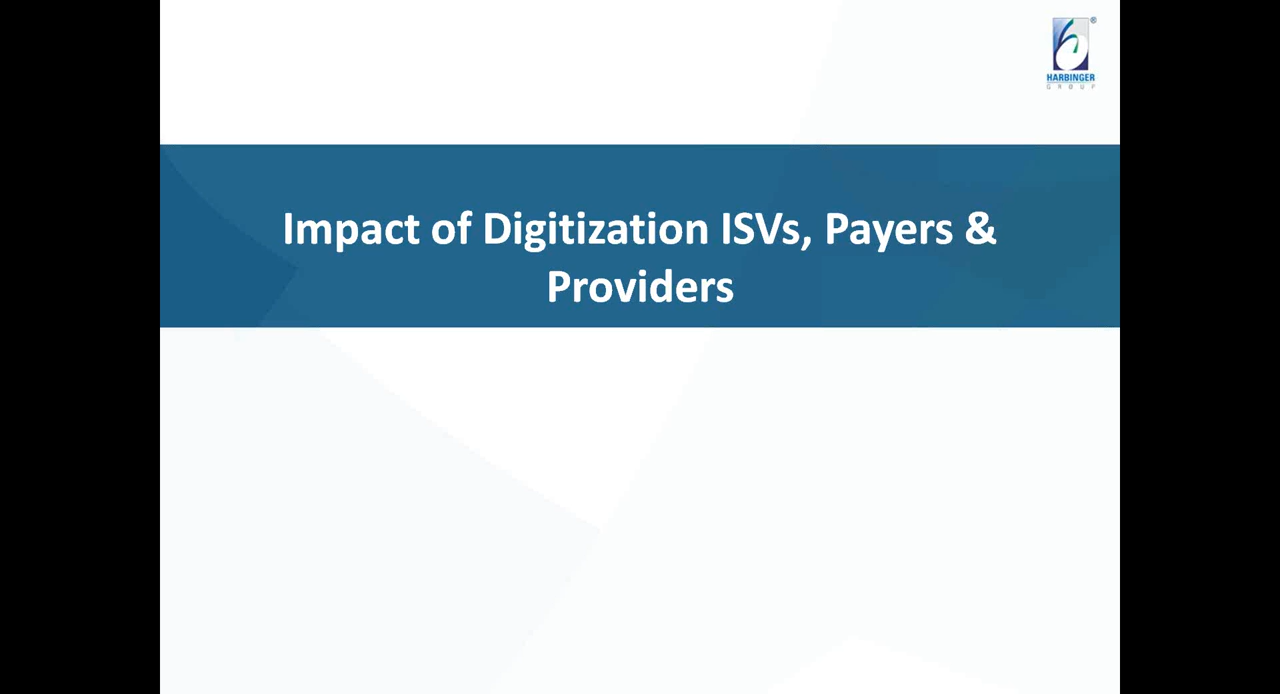 ®
HARBINGER
GROUP
Impact of Digitization ISVs, Payers &
Providers